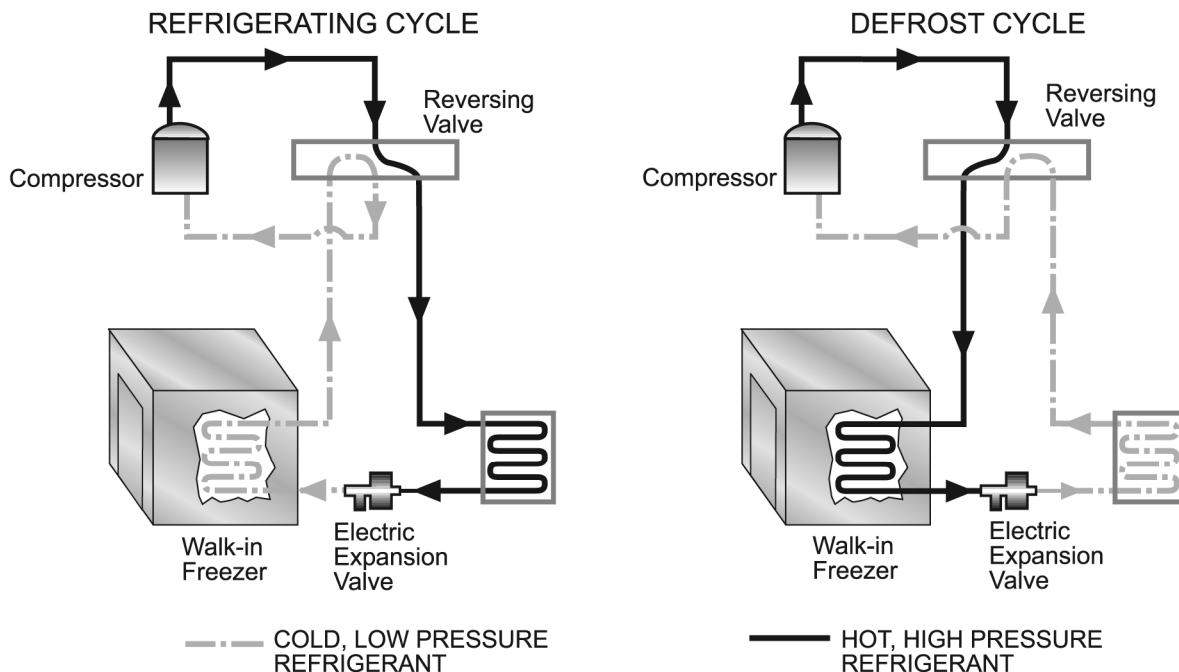 REFRIGERATING CYCLE
Reversing
Valve
Compressor
Walk-in
Freezer
Electric
Expansion
Valve
DEFROST CYCLE
Reversing
Valve
Compressor
Walk-in
Freezer
Electric
Expansion
Valve
COLD, LOW PRESSURE
REFRIGERANT
HOT, HIGH PRESSURE
REFRIGERANT